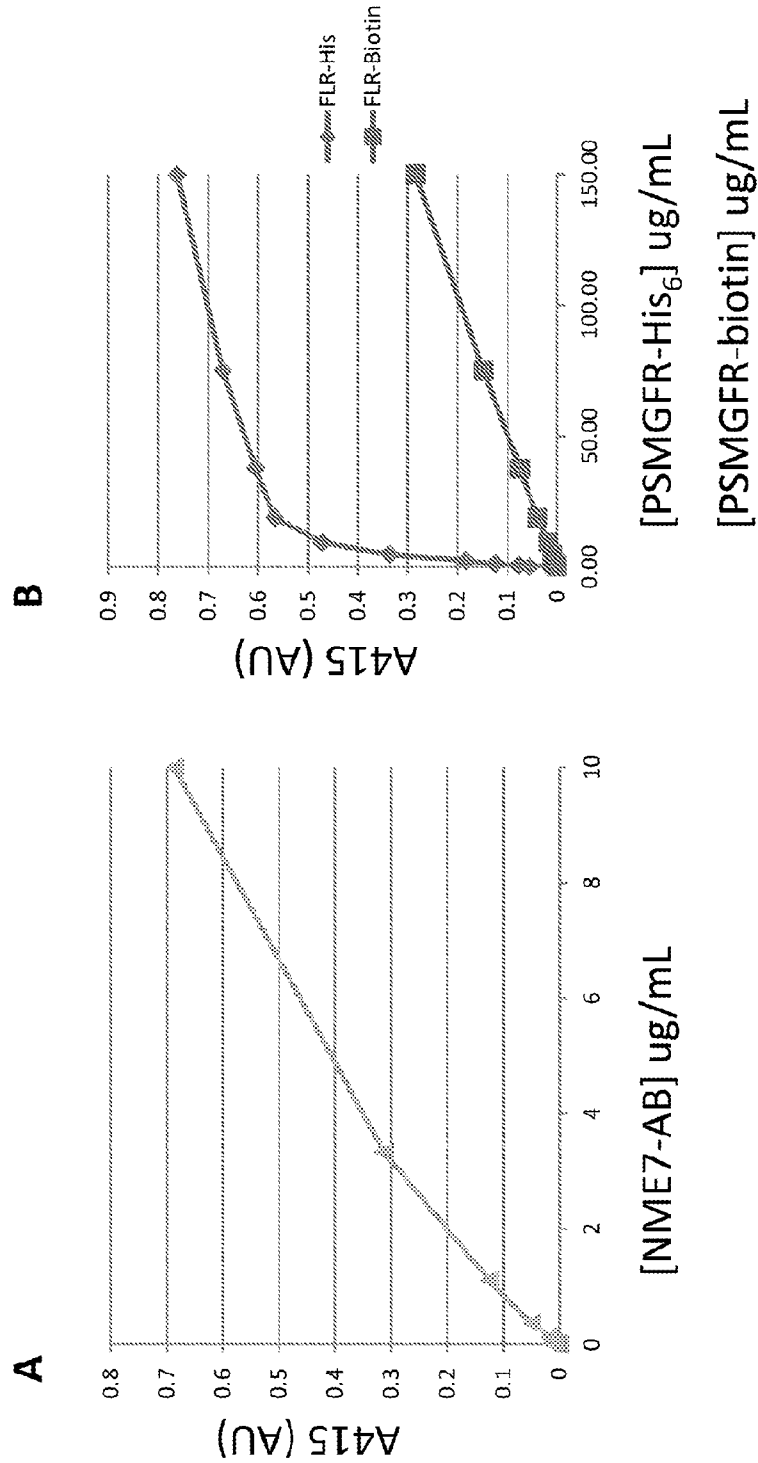 A
A415 (AU)
0.8
0.7
0.6
0.5
0.4
0.3
0.2
0.1
0
0 2 4 6 8 10
[NME7-AB] ug/mL
B
A415 (AU)
0.9
0.8
0.7
0.6
0.5
0.4
0.3
0.2
0.1
0
0.00 50.00 100.00 150.00
FLR-His
FLR-Biotin
[PSMGFR-His6] ug/mL
[PSMGFR-biotin] ug/mL